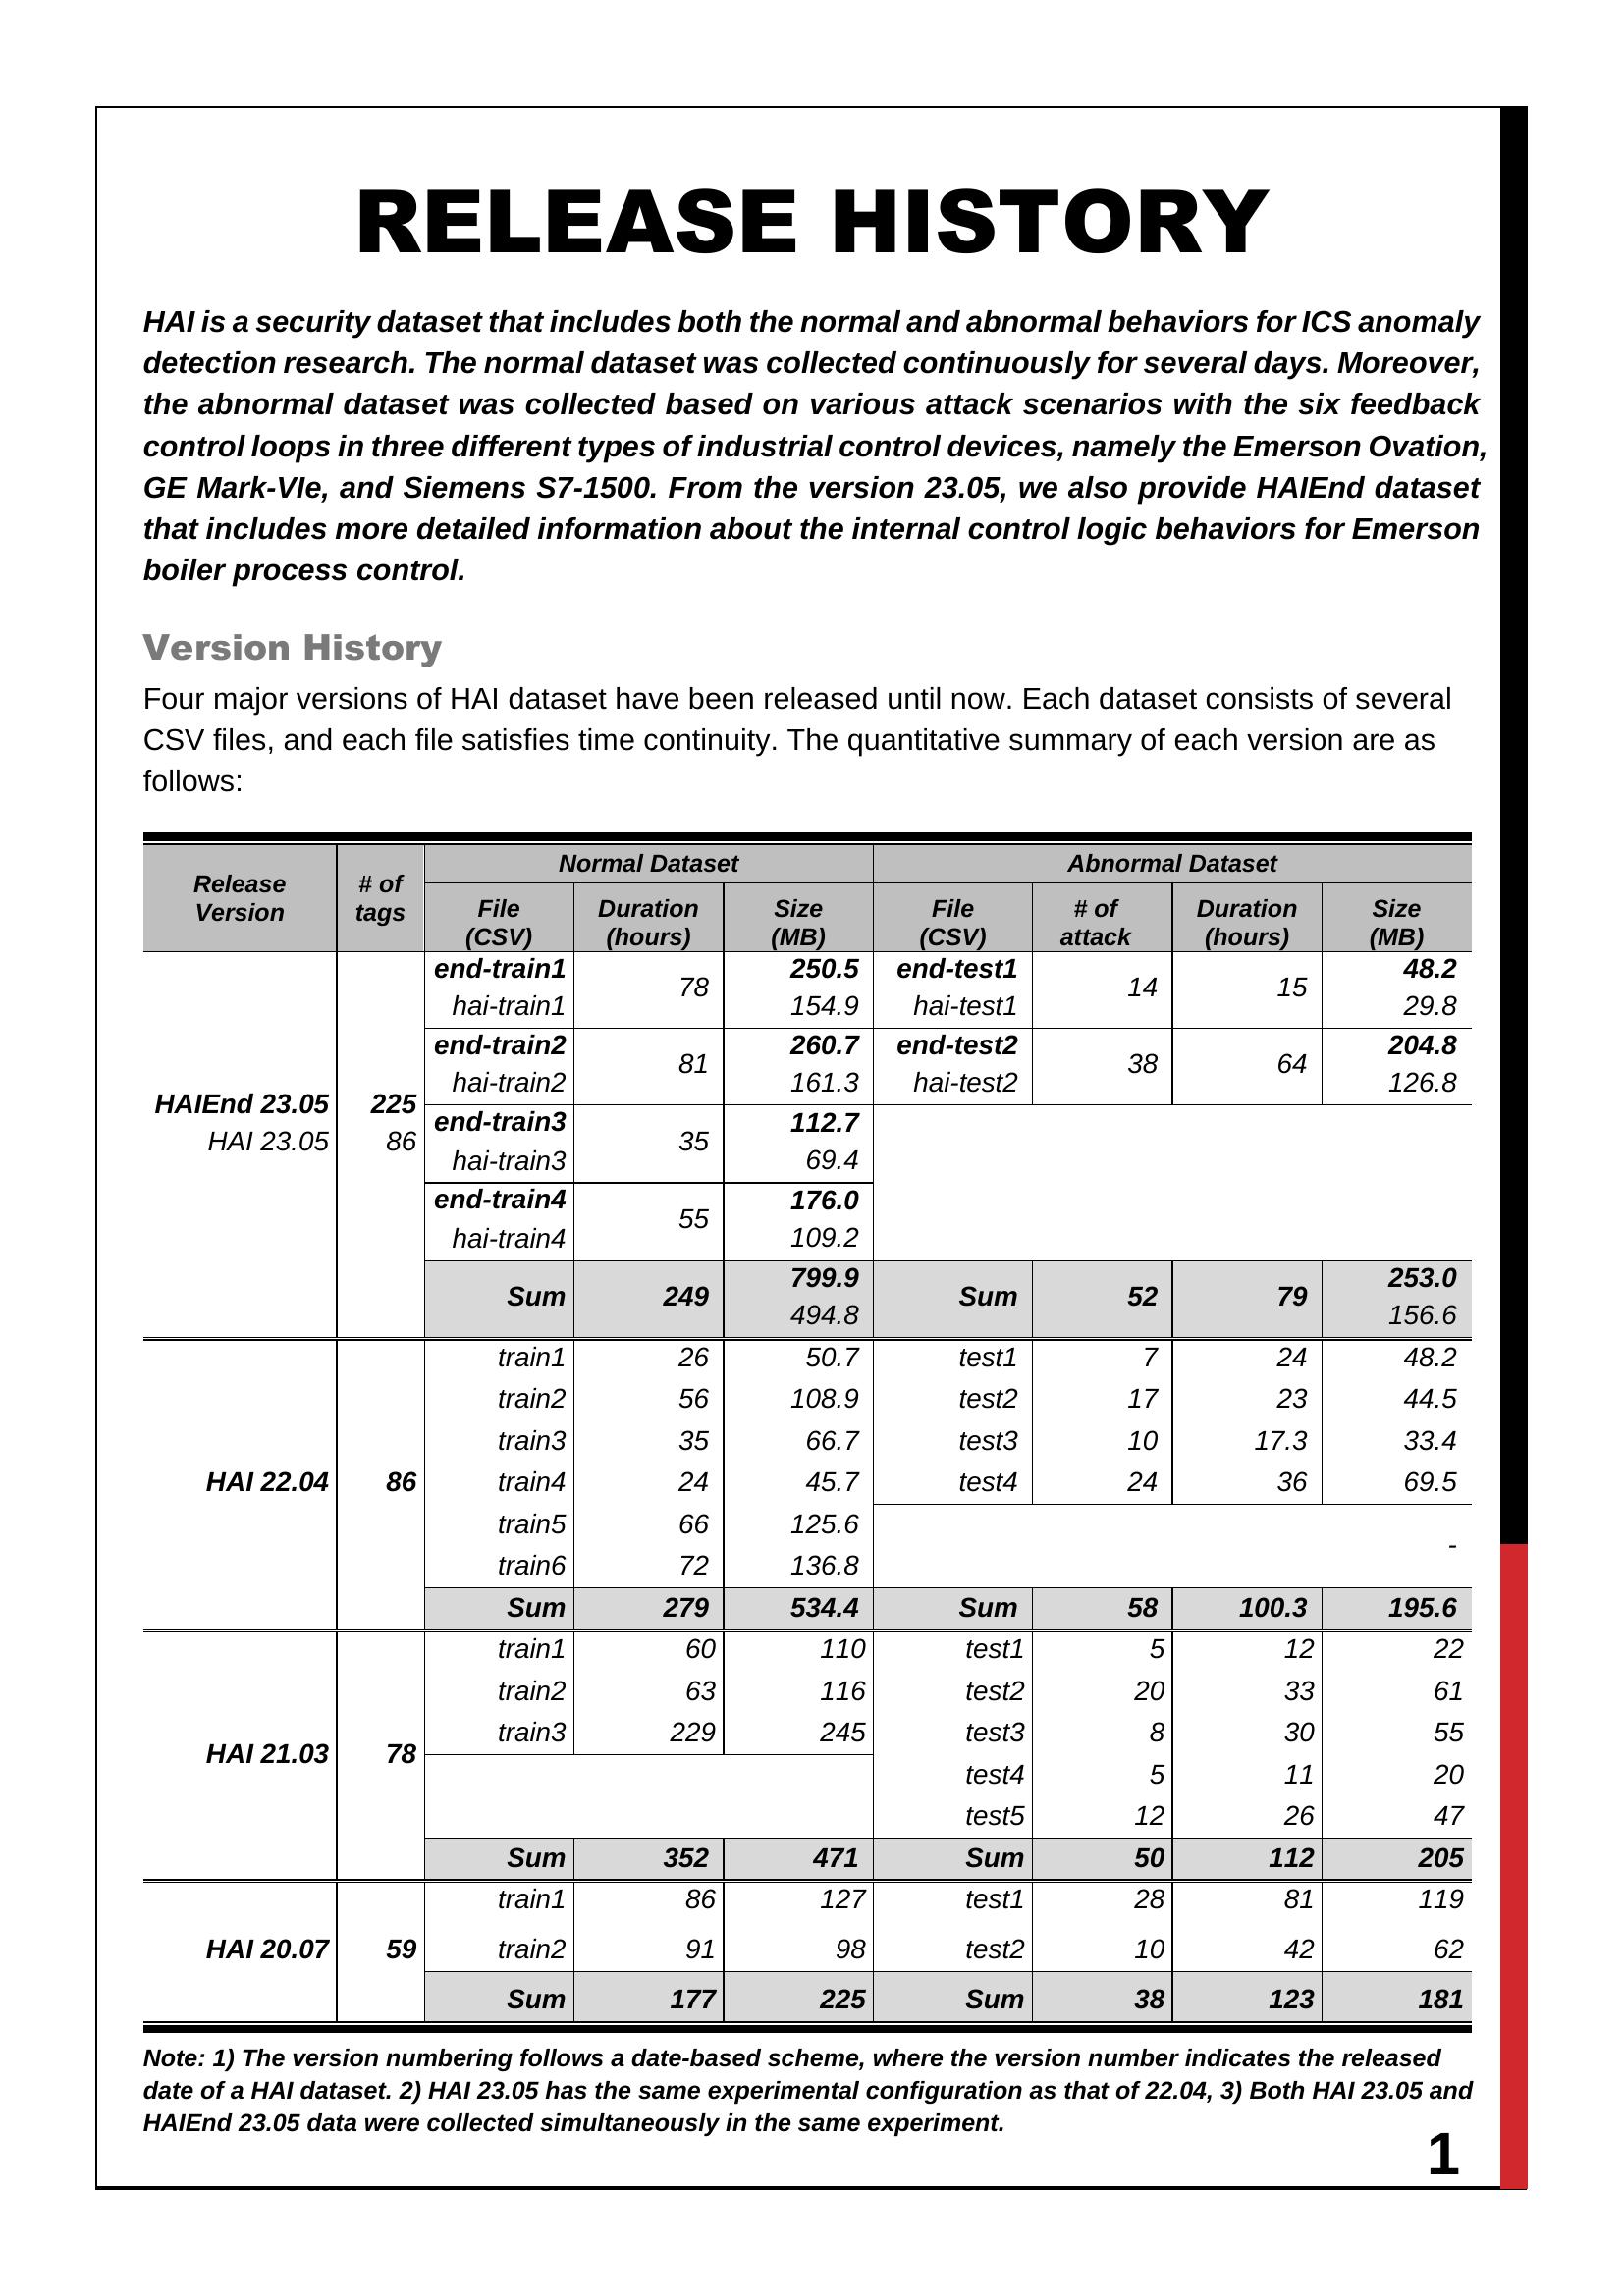 RELEASE HISTORY
HAI is a security dataset that includes both the normal and abnormal behaviors for ICS anomaly
detection research. The normal dataset was collected continuously for several days. Moreover,
the abnormal dataset was collected based on various attack scenarios with the six feedback
control loops in three different types of industrial control devices, namely the Emerson Ovation,
GE Mark-VIe, and Siemens S7-1500. From the version 23.05, we also provide HAIEnd dataset
that includes more detailed information about the internal control logic behaviors for Emerson
boiler process control.
Version History
Four major versions of HAI dataset have been released until now. Each dataset consists of several
CSV files, and each file satisfies time continuity. The quantitative summary of each version are as
follows:
Release Version # of tags Normal Dataset Abnormal Dataset
File (CSV) Duration (hours) Size (MB) File (CSV) # of attack Duration (hours) Size (MB)
end-train1 78 250.5 end-test1 14 15 48.2
hai-train1 154.9 hai-test1 29.8
end-train2 81 260.7 end-test2 38 64 204.8
hai-train2 161.3 hai-test2 126.8
HAIEnd 23.05 225 end-train3 35 112.7
HAI 23.05 86 hai-train3 69.4
end-train4 55 176.0
hai-train4 109.2
Sum 249 799.9 Sum 52 79 253.0
494.8 156.6
train1 26 50.7 test1 7 24 48.2
train2 56 108.9 test2 17 23 44.5
train3 35 66.7 test3 10 17.3 33.4
HAI 22.04 86 train4 24 45.7 test4 24 36 69.5
train5 66 125.6
-
train6 72 136.8
Sum 279 534.4 Sum 58 100.3 195.6
train1 60 110 test1 5 12 22
train2 63 116 test2 20 33 61
train3 229 245 test3 8 30 55
HAI 21.03 78
test4 5 11 20
test5 12 26 47
Sum 352 471 Sum 50 112 205
train1 86 127 test1 28 81 119
HAI 20.07 59 train2 91 98 test2 10 42 62
Sum 177 225 Sum 38 123 181
Note: 1) The version numbering follows a date-based scheme, where the version number indicates the released
date of a HAI dataset. 2) HAI 23.05 has the same experimental configuration as that of 22.04, 3) Both HAI 23.05 and
HAIEnd 23.05 data were collected simultaneously in the same experiment.
1